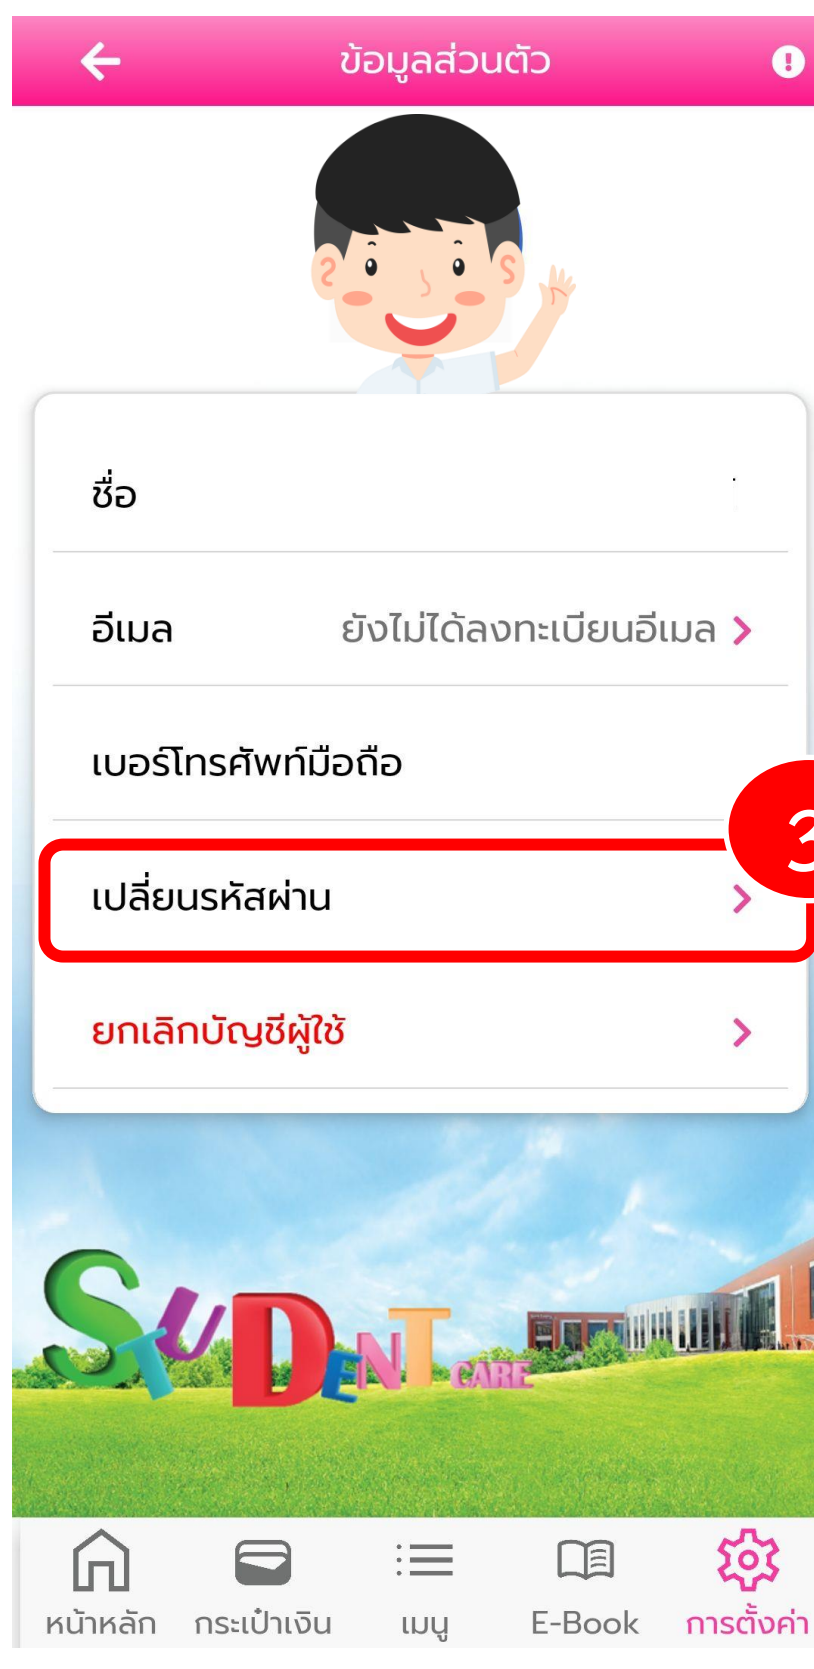 ข้อมูลส่วนตัว
ชื่อ
อีเมล ยังไม่ได้ลงทะเบียนอีเมล
เบอร์โทรศัพท์มือถือ
3
เปลี่ยนรหัสผ่าน
ยกเลิกบัญชีผู้ใช้
STUDENT CARE
หน้าหลัก กระเป๋าเงิน เมนู E-Book การตั้งค่า